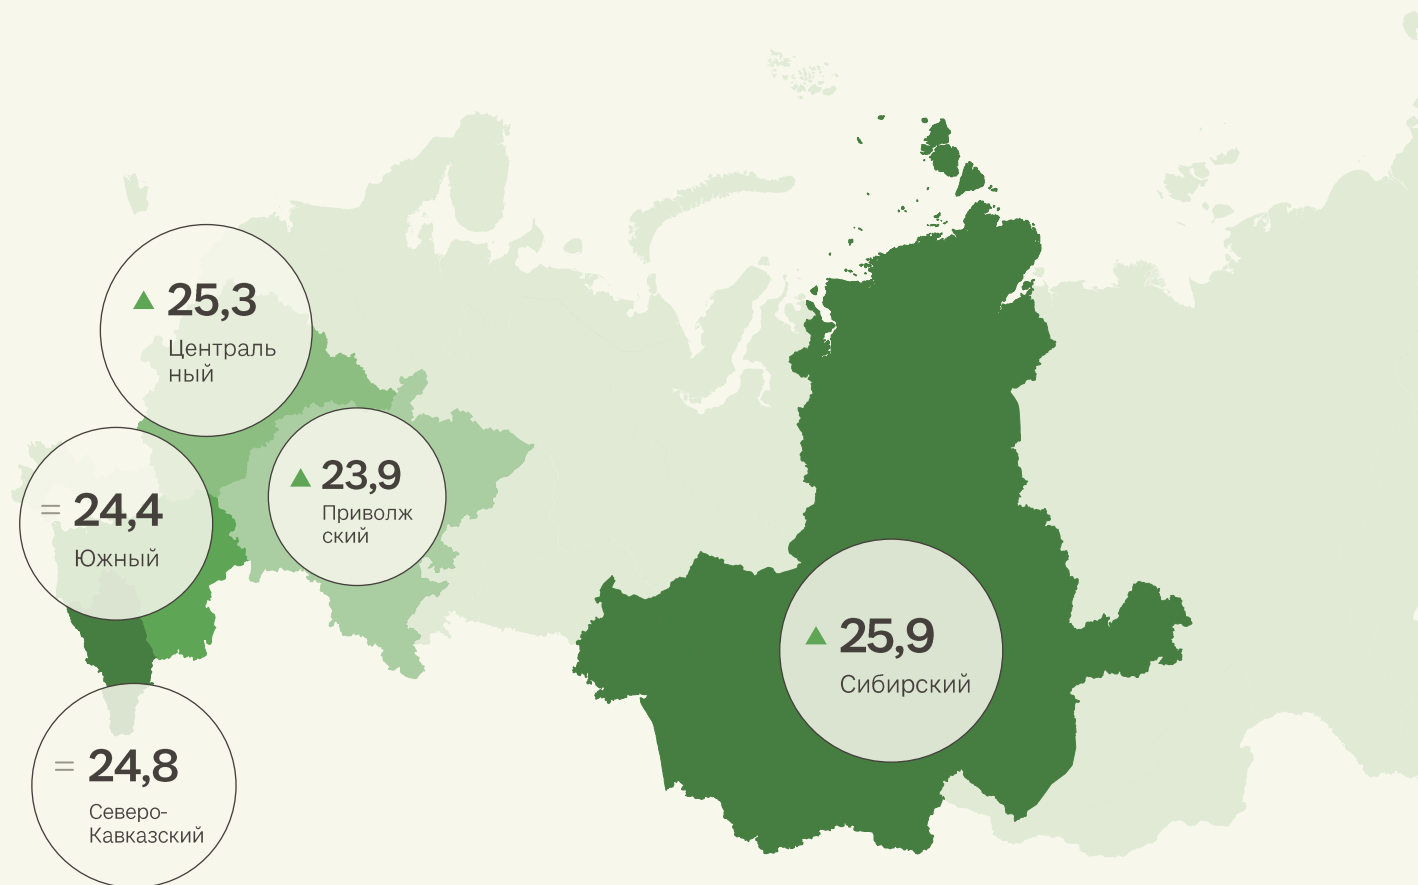 25,3
Централь
ный
= 24,4
Южный
23,9
Приволж
ский
25,9
Сибирский
= 24,8
Северо-
Кавказский